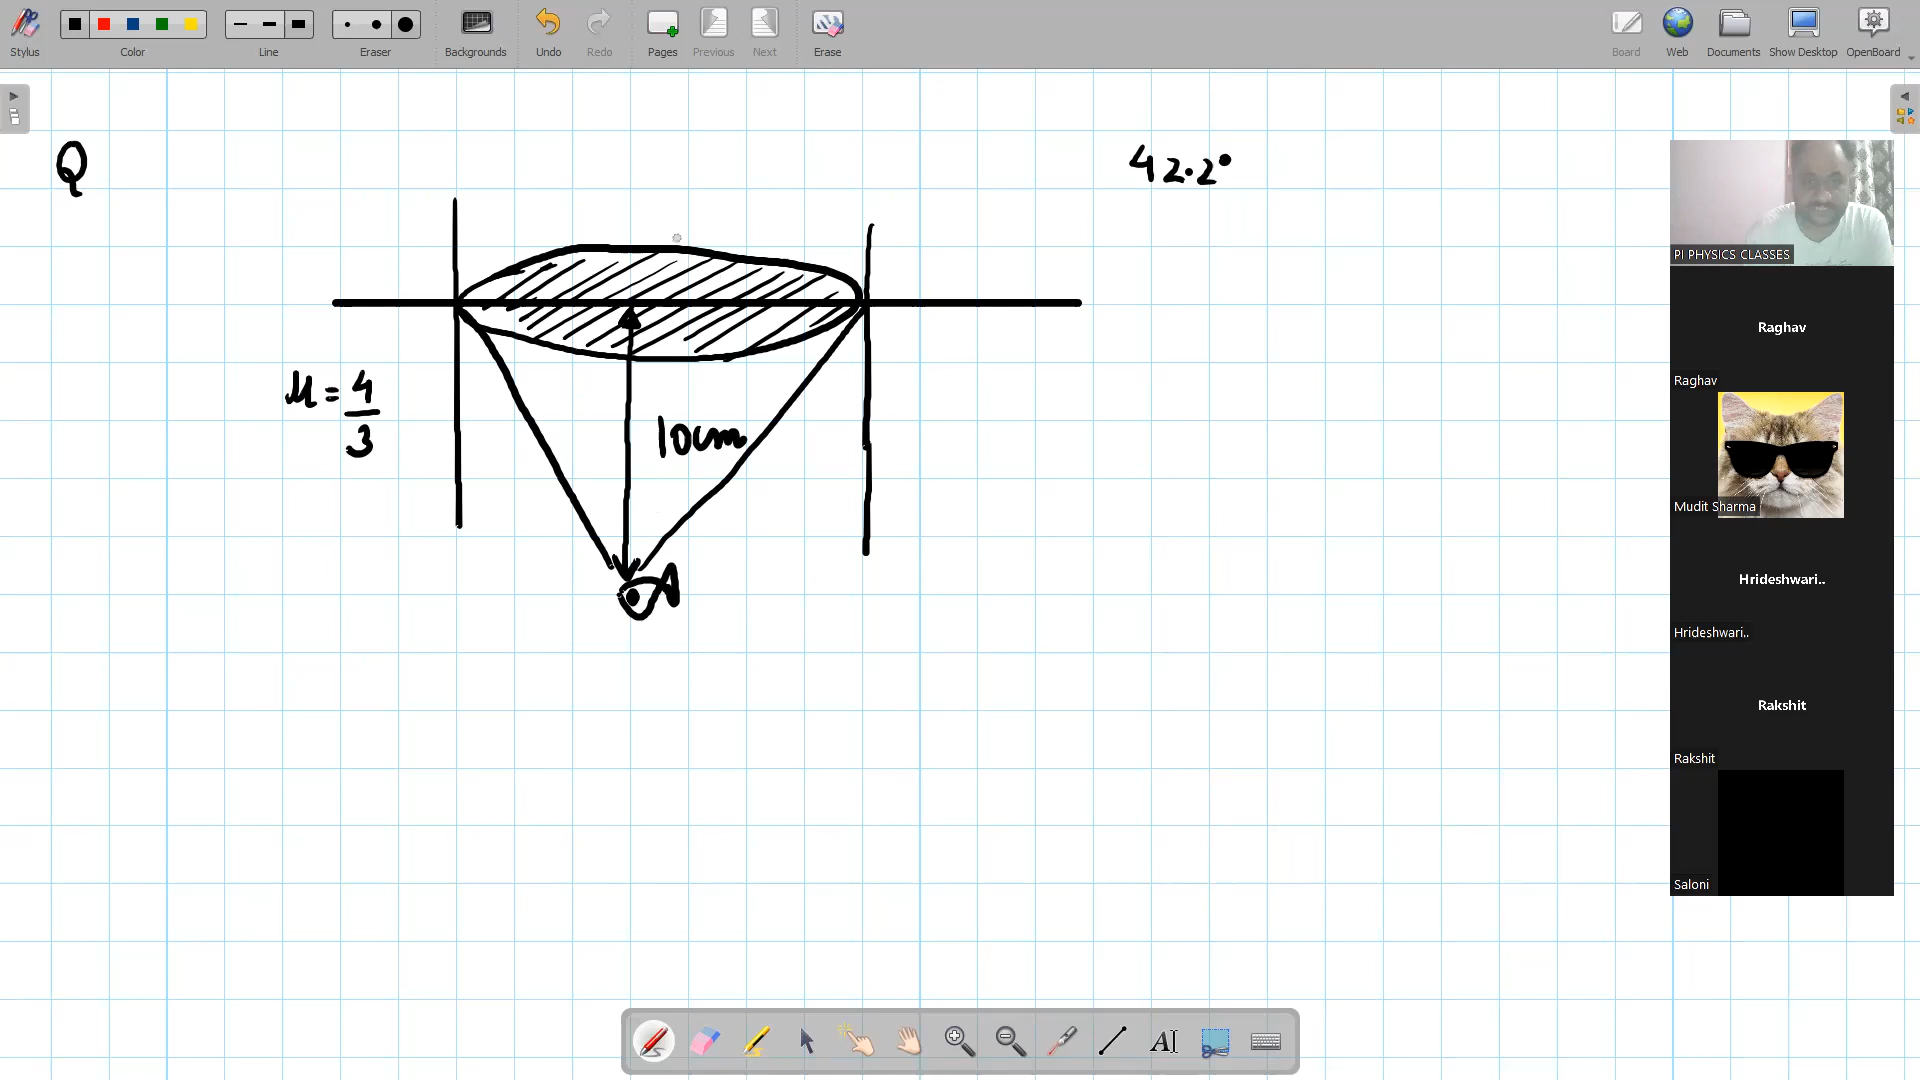 Stylus
Color
Line
Eraser
Backgrounds
Undo
Redo
Pages
Previous
Next
Erase
Board
Web
Documents
Show Desktop
OpenBoard
Q
42.2°
μ = 4/3
10cm
PI PHYSICS CLASSES
Raghav
Raghav
Mudit Sharma
Hrideshwari..
Hrideshwari..
Rakshit
Rakshit
Saloni